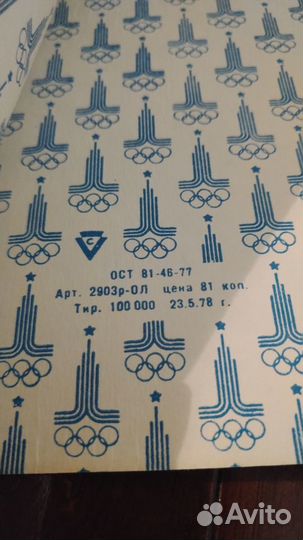 С
ОСТ 81-46-77
Арт. 2903р-ОЛ цена 81 коп.
Тир. 100 000 23.5.78 г.
Avito